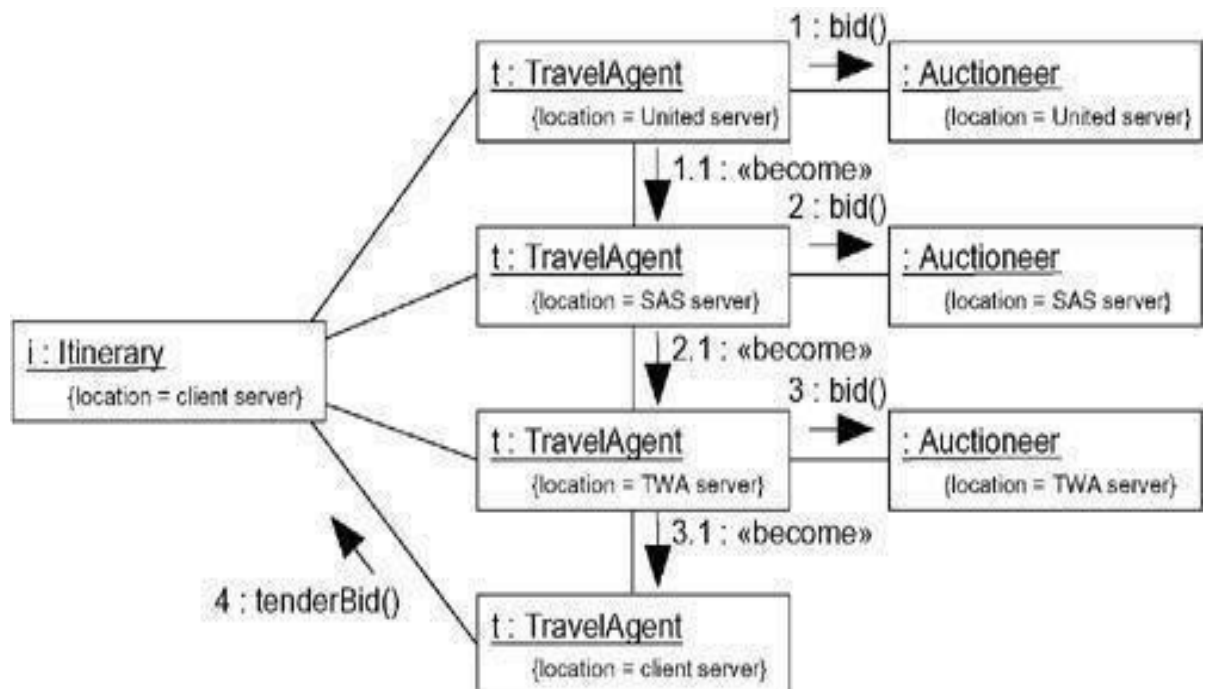 1 : bid()
t : TravelAgent
{location = United server}
: Auctioneer
{location = United server}
1.1 : «become»
2 : bid()
t : TravelAgent
{location = SAS server}
: Auctioneer
{location = SAS server}
i : Itinerary
{location = client server}
2.1 : «become»
3 : bid()
t : TravelAgent
{location = TWA server}
: Auctioneer
{location = TWA server}
3.1 : «become»
4 : tenderBid()
t : TravelAgent
{location = client server}